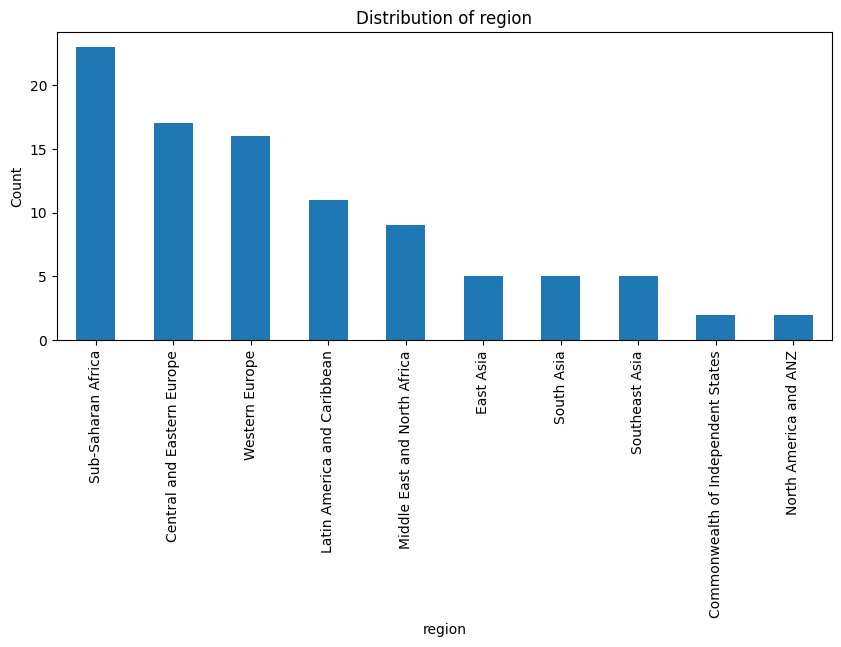 Distribution of region
Count
20
15
10
5
0
Sub-Saharan Africa
Central and Eastern Europe
Western Europe
Latin America and Caribbean
Middle East and North Africa
East Asia
South Asia
Southeast Asia
Commonwealth of Independent States
North America and ANZ
region